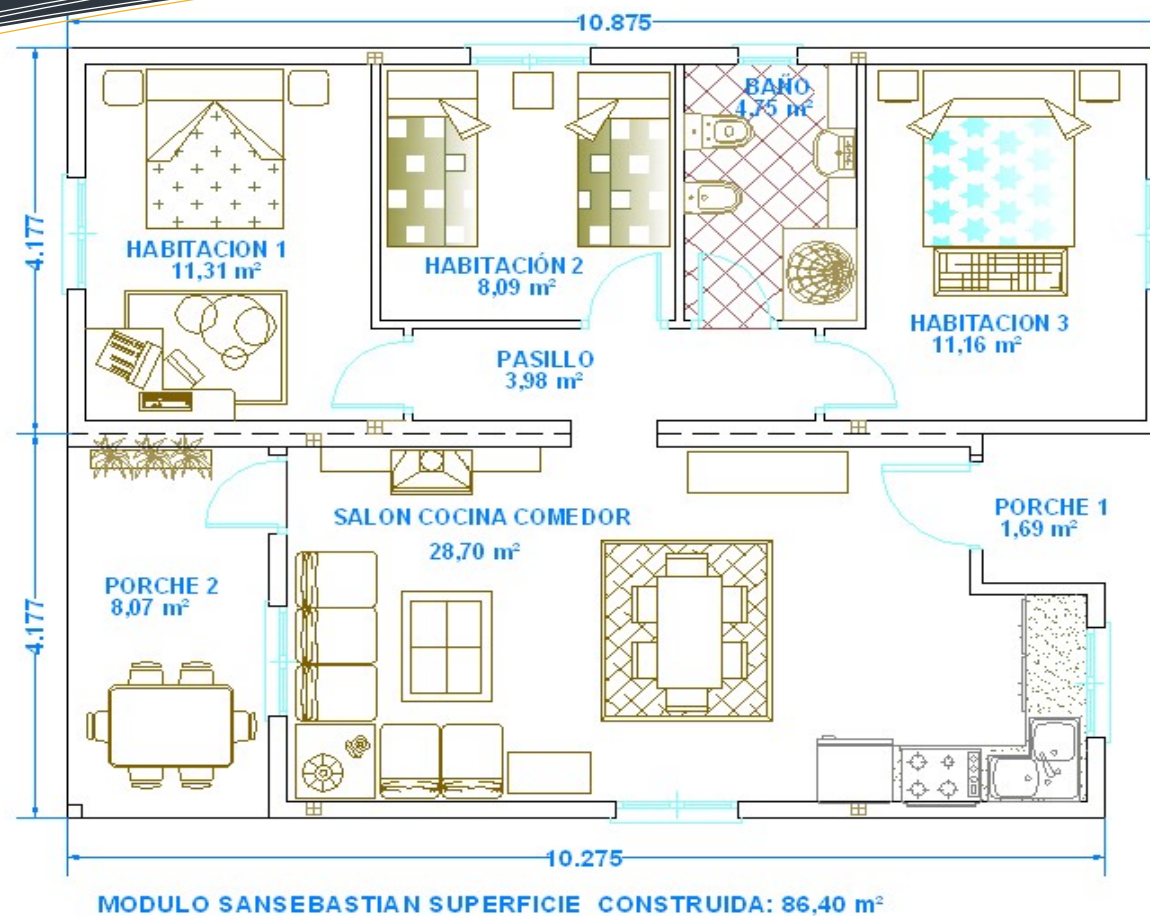 10.875
BAÑO
4,75 m²
4.177
HABITACION 1
11,31 m²
HABITACIÓN 2
8,09 m²
HABITACION 3
11,16 m²
PASILLO
3,98 m²
SALON COCINA COMEDOR
28,70 m²
PORCHE 1
1,69 m²
PORCHE 2
8,07 m²
4.177
10.275
MODULO SANSEBASTIAN SUPERFICIE CONSTRUIDA: 86,40 m²